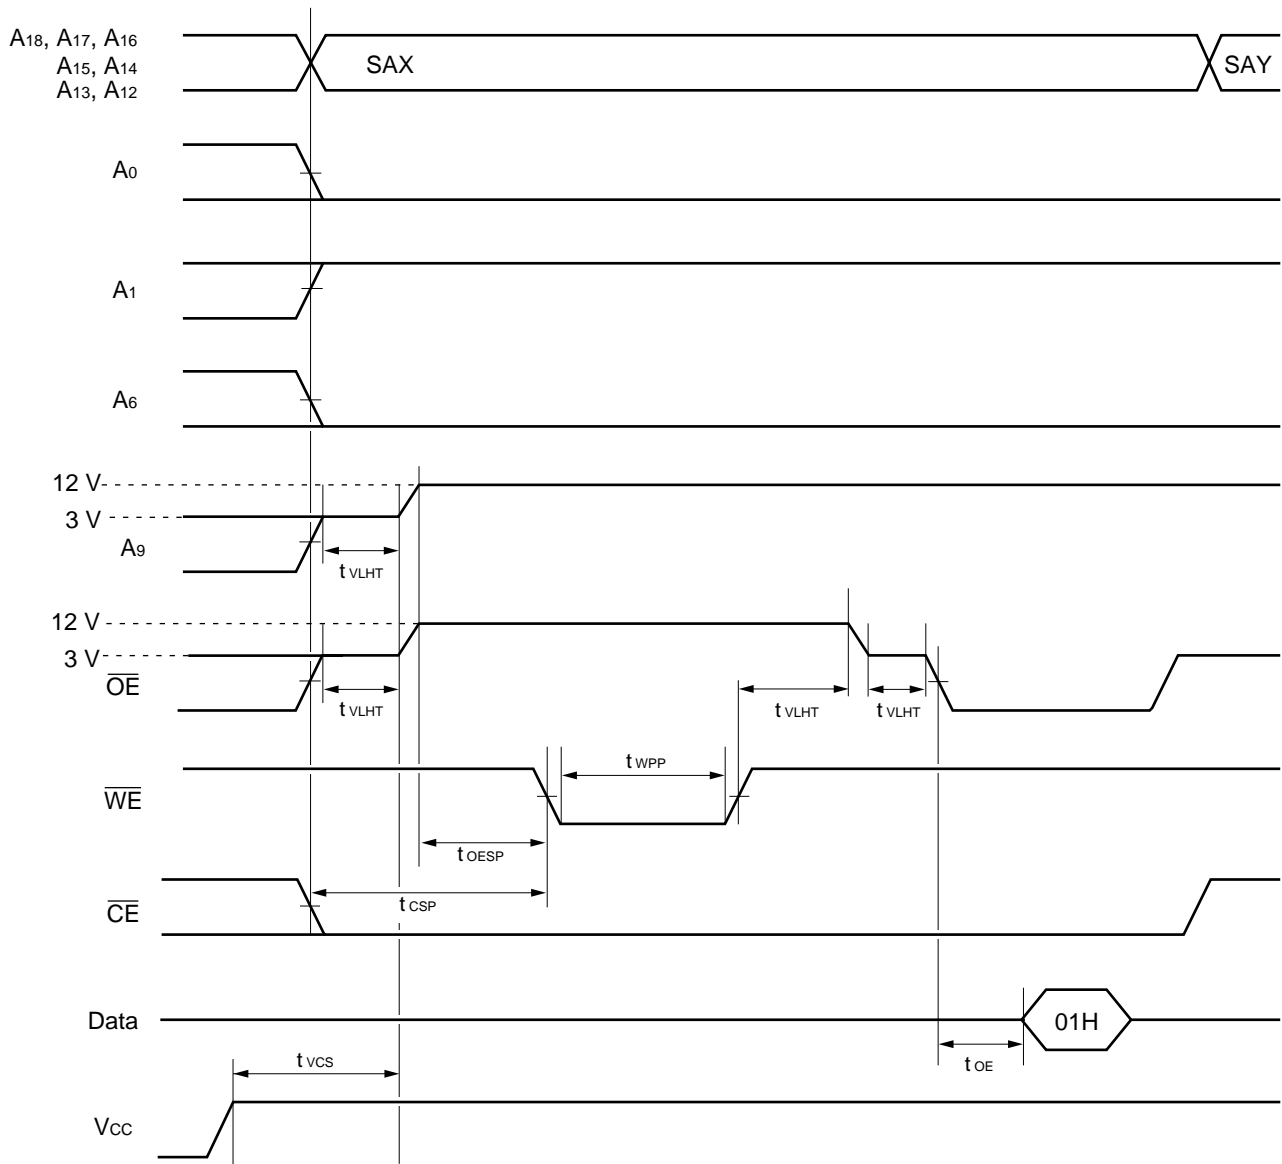 A18, A17, A16
A15, A14
A13, A12
SAX
SAY
A0
A1
A6
12 V
3 V
A9
t VLHT
12 V
3 V
OE
t VLHT
t VLHT
t VLHT
t WPP
WE
t OESP
t CSP
CE
Data
01H
t VCS
t OE
VCC